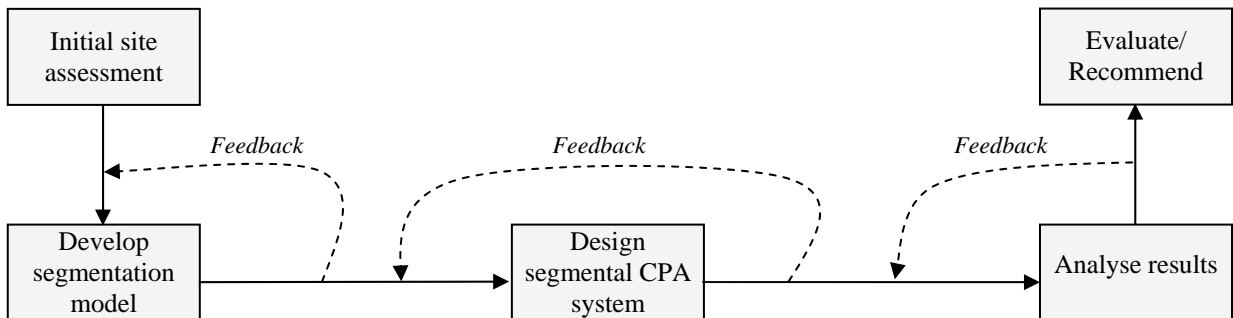 Initial site
assessment
Evaluate/
Recommend
Feedback
Feedback
Feedback
Develop
segmentation
model
Design
segmental CPA
system
Analyse results